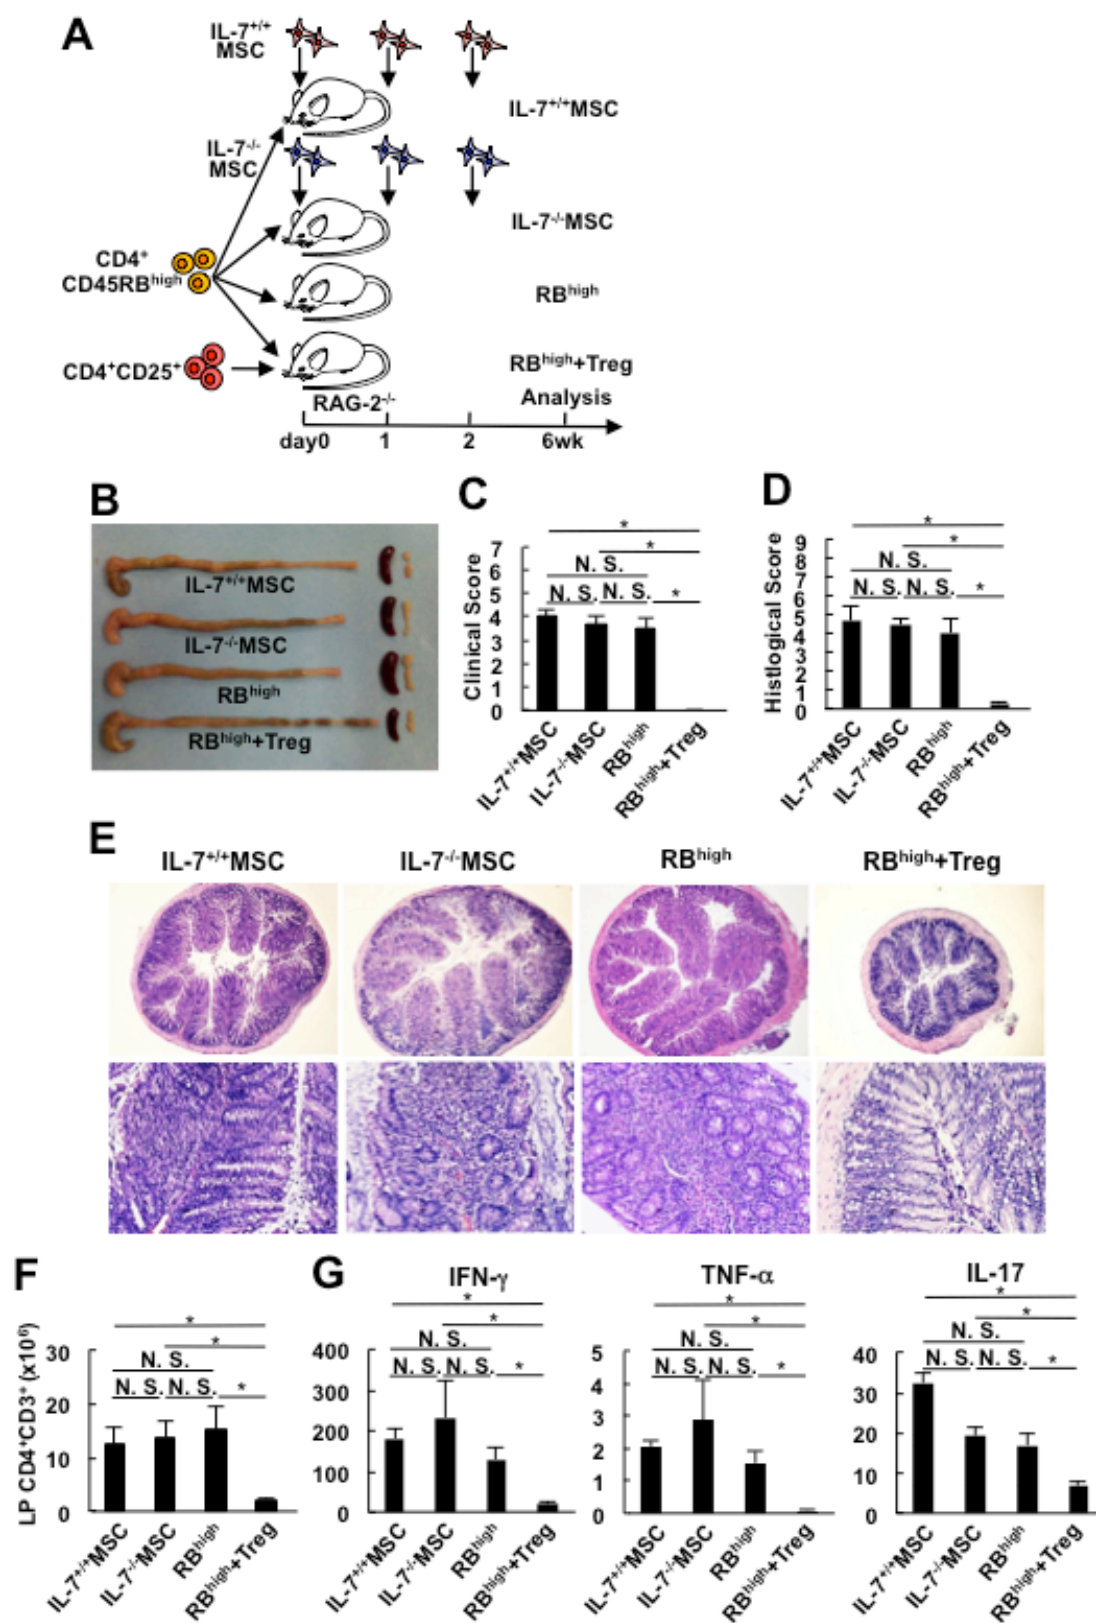 A
IL-7+/+
MSC
IL-7+/+MSC
IL-7-/-
MSC
IL-7-/-MSC
CD4+
CD45RBhigh
RBhigh
CD4+CD25+
RBhigh+Treg
RAG-2-/-
Analysis
day0 1 2 6wk
B
IL-7+/+MSC
IL-7-/-MSC
RBhigh
RBhigh+Treg
C
Clinical Score
7
6
5
4
3
2
1
0
*
*
N. S.
N. S. N. S. *
IL-7+/+MSC
IL-7-/-MSC
RBhigh
RBhigh+Treg
D
Histlogical Score
9
8
7
6
5
4
3
2
1
0
*
*
N. S.
N. S. N. S. *
IL-7+/+MSC
IL-7-/-MSC
RBhigh
RBhigh+Treg
E
IL-7+/+MSC IL-7-/-MSC RBhigh RBhigh+Treg
F
LP CD4+CD3+ (x10⁶)
30
20
10
0
*
*
N. S.
N. S. N. S. *
IL-7+/+MSC
IL-7-/-MSC
RBhigh
RBhigh+Treg
G
IFN-γ
400
300
200
100
0
*
*
N. S.
N. S. N. S. *
IL-7+/+MSC
IL-7-/-MSC
RBhigh
RBhigh+Treg
TNF-α
5
4
3
2
1
0
*
*
N. S.
N. S. N. S. *
IL-7+/+MSC
IL-7-/-MSC
RBhigh
RBhigh+Treg
IL-17
40
30
20
10
0
*
*
N. S.
N. S. N. S. *
IL-7+/+MSC
IL-7-/-MSC
RBhigh
RBhigh+Treg